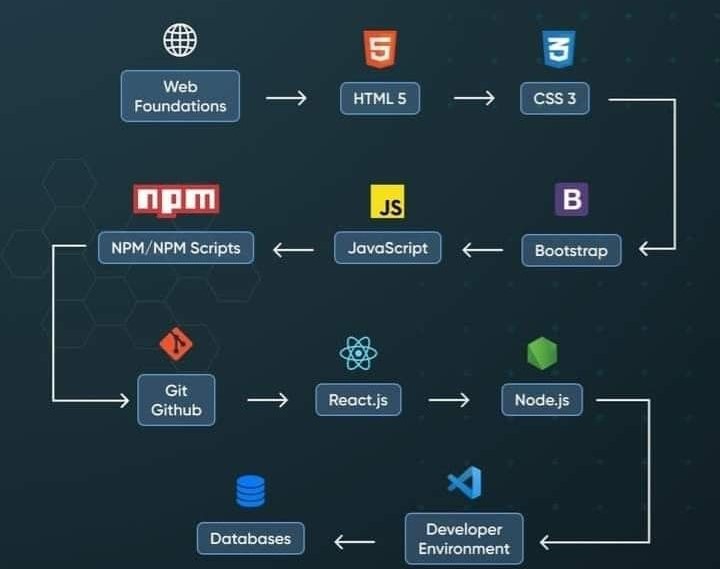 Web
Foundations
5
HTML 5
3
CSS 3
npm
JS
B
NPM/NPM Scripts
JavaScript
Bootstrap
Git
Github
React.js
Node.js
Databases
Developer
Environment